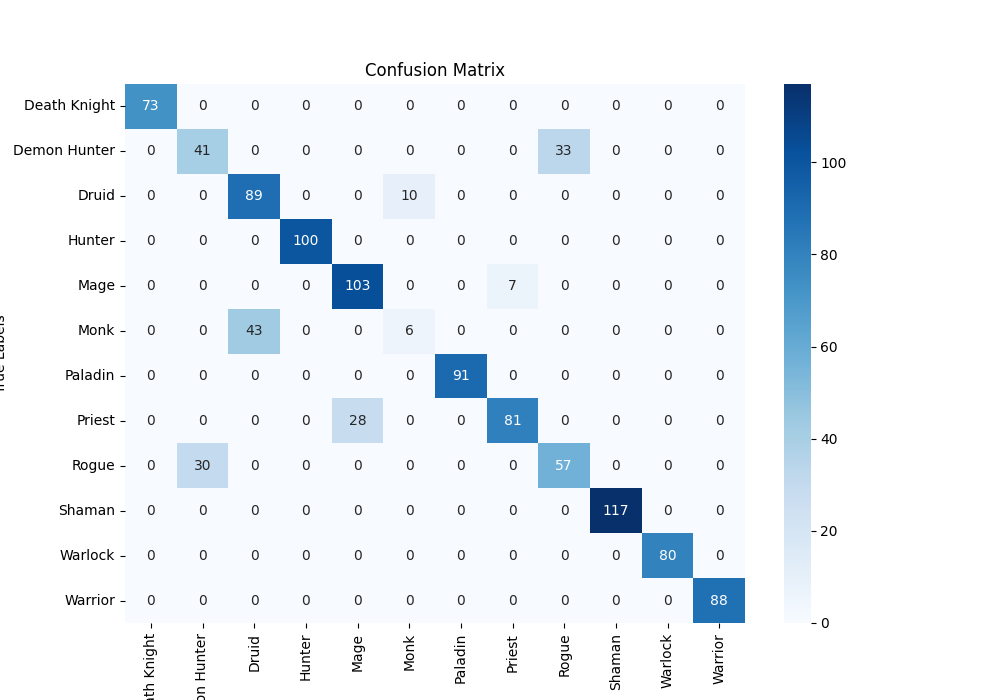 Confusion Matrix
Death Knight 73 0 0 0 0 0 0 0 0 0 0 0
Demon Hunter 0 41 0 0 0 0 0 0 33 0 0 0
Druid 0 0 89 0 0 10 0 0 0 0 0 0
Hunter 0 0 0 100 0 0 0 0 0 0 0 0
Mage 0 0 0 0 103 0 0 7 0 0 0 0
Monk 0 0 43 0 0 6 0 0 0 0 0 0
Paladin 0 0 0 0 0 0 91 0 0 0 0 0
Priest 0 0 0 0 28 0 0 81 0 0 0 0
Rogue 0 30 0 0 0 0 0 0 57 0 0 0
Shaman 0 0 0 0 0 0 0 0 0 117 0 0
Warlock 0 0 0 0 0 0 0 0 0 0 80 0
Warrior 0 0 0 0 0 0 0 0 0 0 0 88
Knight
Hunter
Druid
Hunter
Mage
Monk
Paladin
Priest
Rogue
Shaman
Warlock
Warrior
100
80
60
40
20
0